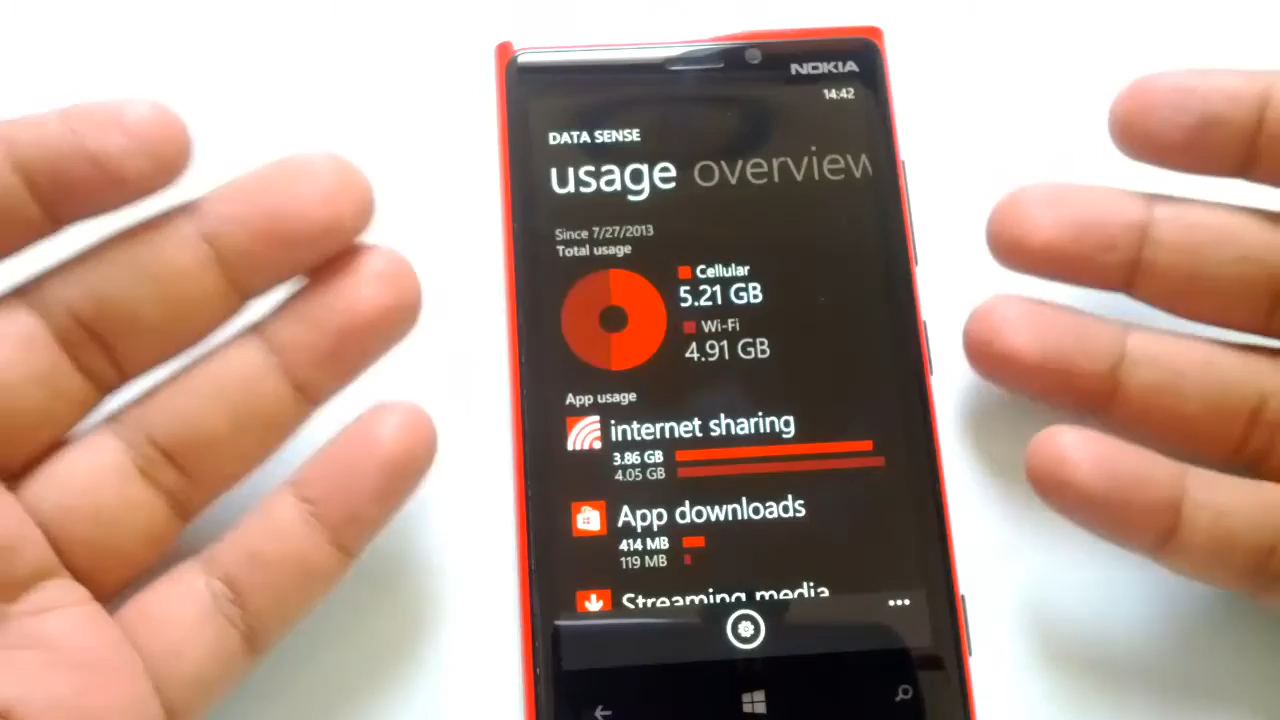 NOKIA
14:42
DATA SENSE
usage overview
Since 7/27/2013
Total usage
Cellular
5.21 GB
Wi-Fi
4.91 GB
App usage
internet sharing
3.86 GB
4.05 GB
App downloads
414 MB
119 MB
Streaming media